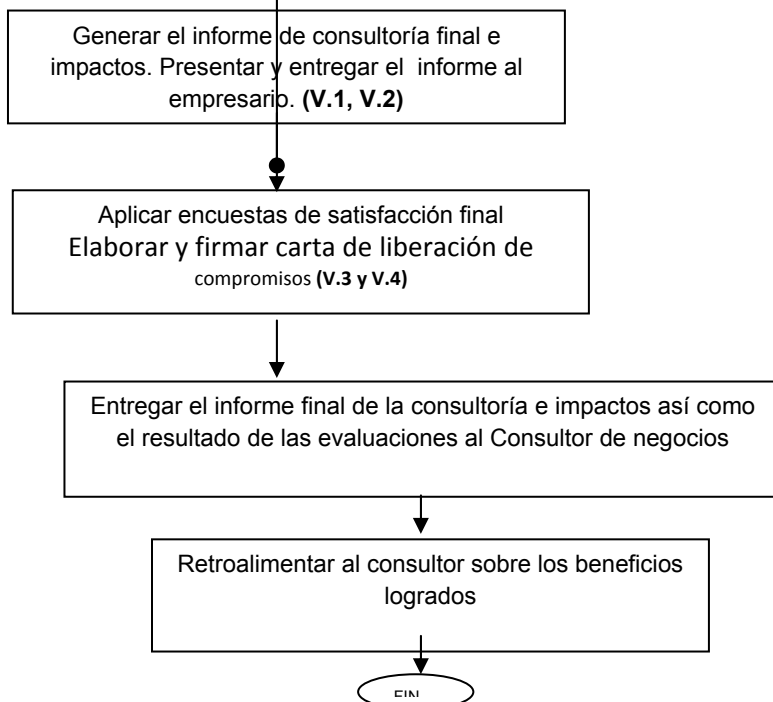 Generar el informe de consultoría final e
impactos. Presentar y entregar el informe al
empresario. (V.1, V.2)
Aplicar encuestas de satisfacción final
Elaborar y firmar carta de liberación de
compromisos (V.3 y V.4)
Entregar el informe final de la consultoría e impactos así como
el resultado de las evaluaciones al Consultor de negocios
Retroalimentar al consultor sobre los beneficios
logrados
FIN